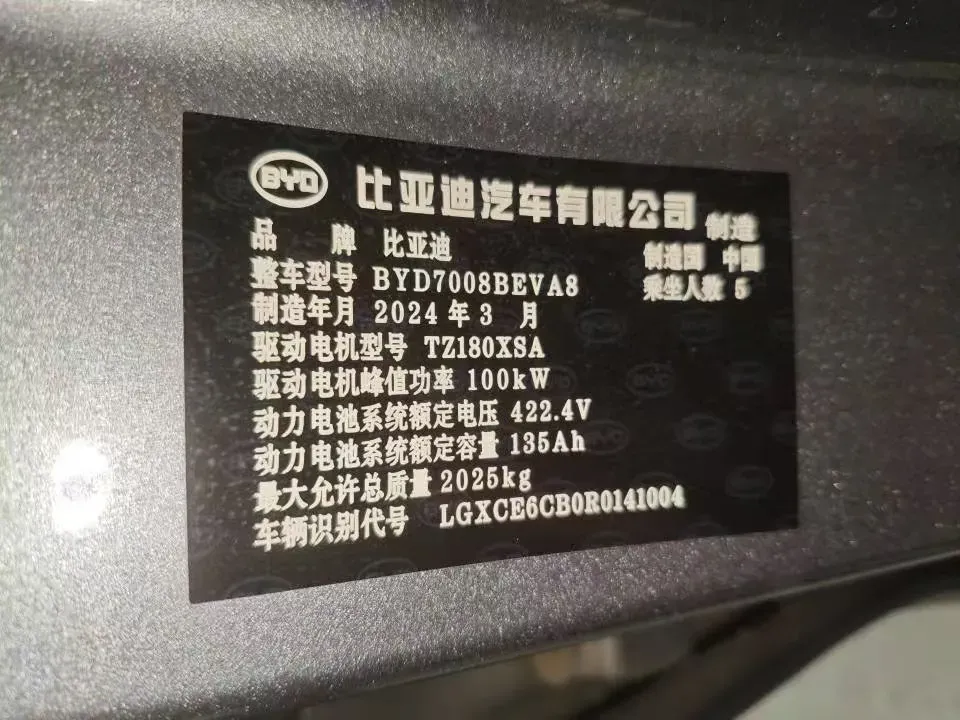 BYD 比亚迪汽车有限公司 制造
品 牌 比亚迪 制造国 中国
整车型号 BYD7008BEVA8 乘坐人数 5
制造年月 2024 年 3 月
驱动电机型号 TZ180XSA
驱动电机峰值功率 100kW
动力电池系统额定电压 422.4V
动力电池系统额定容量 135Ah
最大允许总质量 2025kg
车辆识别代号 LGXCE6CB0R0141004